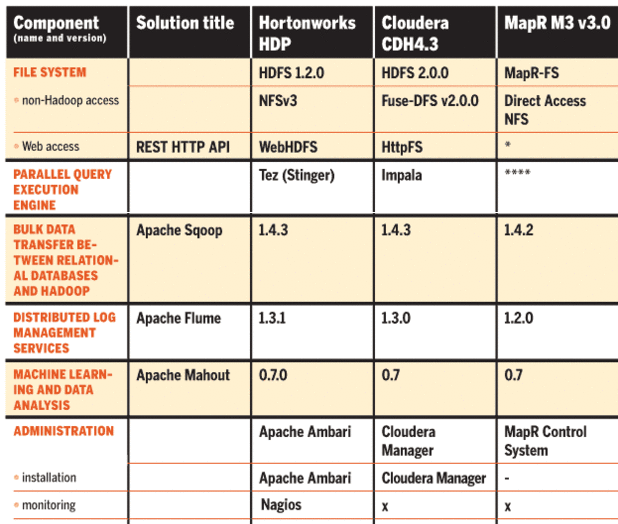 Component
(name and version)
Solution title
Hortonworks
HDP
Cloudera
CDH4.3
MapR M3 v3.0
FILE SYSTEM
HDFS 1.2.0
HDFS 2.0.0
MapR-FS
• non-Hadoop access
NFSv3
Fuse-DFS v2.0.0
Direct Access
NFS
• Web access
REST HTTP API
WebHDFS
HttpFS
*
PARALLEL QUERY
EXECUTION
ENGINE
Tez (Stinger)
Impala
****
BULK DATA
TRANSFER BE-
TWEEN RELATION-
AL DATABASES
AND HADOOP
Apache Sqoop
1.4.3
1.4.3
1.4.2
DISTRIBUTED LOG
MANAGEMENT
SERVICES
Apache Flume
1.3.1
1.3.0
1.2.0
MACHINE LEARN-
ING AND DATA
ANALYSIS
Apache Mahout
0.7.0
0.7
0.7
ADMINISTRATION
Apache Ambari
Cloudera
Manager
MapR Control
System
• installation
Apache Ambari
Cloudera Manager
-
• monitoring
Nagios
x
x